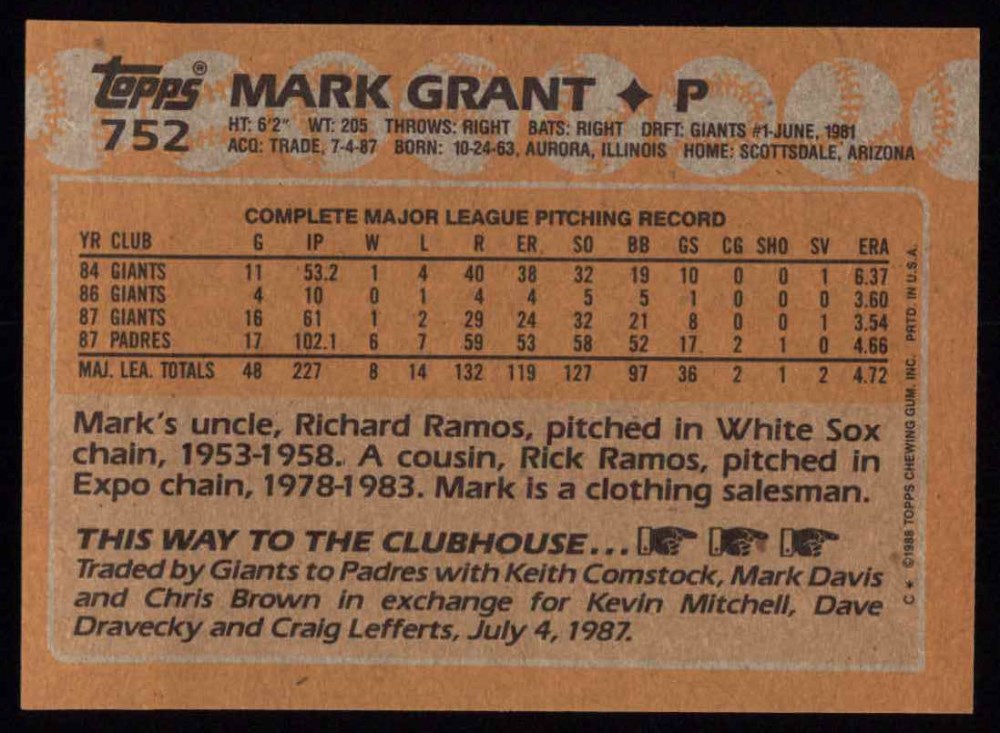 topps®
752
MARK GRANT ✦ P
HT: 6'2" WT: 205 THROWS: RIGHT BATS: RIGHT DRFT: GIANTS #1-JUNE, 1981
ACQ: TRADE, 7-4-87 BORN: 10-24-63, AURORA, ILLINOIS HOME: SCOTTSDALE, ARIZONA
COMPLETE MAJOR LEAGUE PITCHING RECORD
YR CLUB G IP W L R ER SO BB GS CG SHO SV ERA
84 GIANTS 11 53.2 1 4 40 38 32 19 10 0 0 1 6.37
86 GIANTS 4 10 0 1 4 4 5 5 1 0 0 0 3.60
87 GIANTS 16 61 1 2 29 24 32 21 8 0 0 1 3.54
87 PADRES 17 102.1 6 7 59 53 58 52 17 2 1 0 4.66
MAJ. LEA. TOTALS 48 227 8 14 132 119 127 97 36 2 1 2 4.72
Mark's uncle, Richard Ramos, pitched in White Sox
chain, 1953-1958. A cousin, Rick Ramos, pitched in
Expo chain, 1978-1983. Mark is a clothing salesman.
THIS WAY TO THE CLUBHOUSE...
Traded by Giants to Padres with Keith Comstock, Mark Davis
and Chris Brown in exchange for Kevin Mitchell, Dave
Dravecky and Craig Lefferts, July 4, 1987.
C * ©1988 TOPPS CHEWING GUM, INC. PRTD. IN U.S.A.